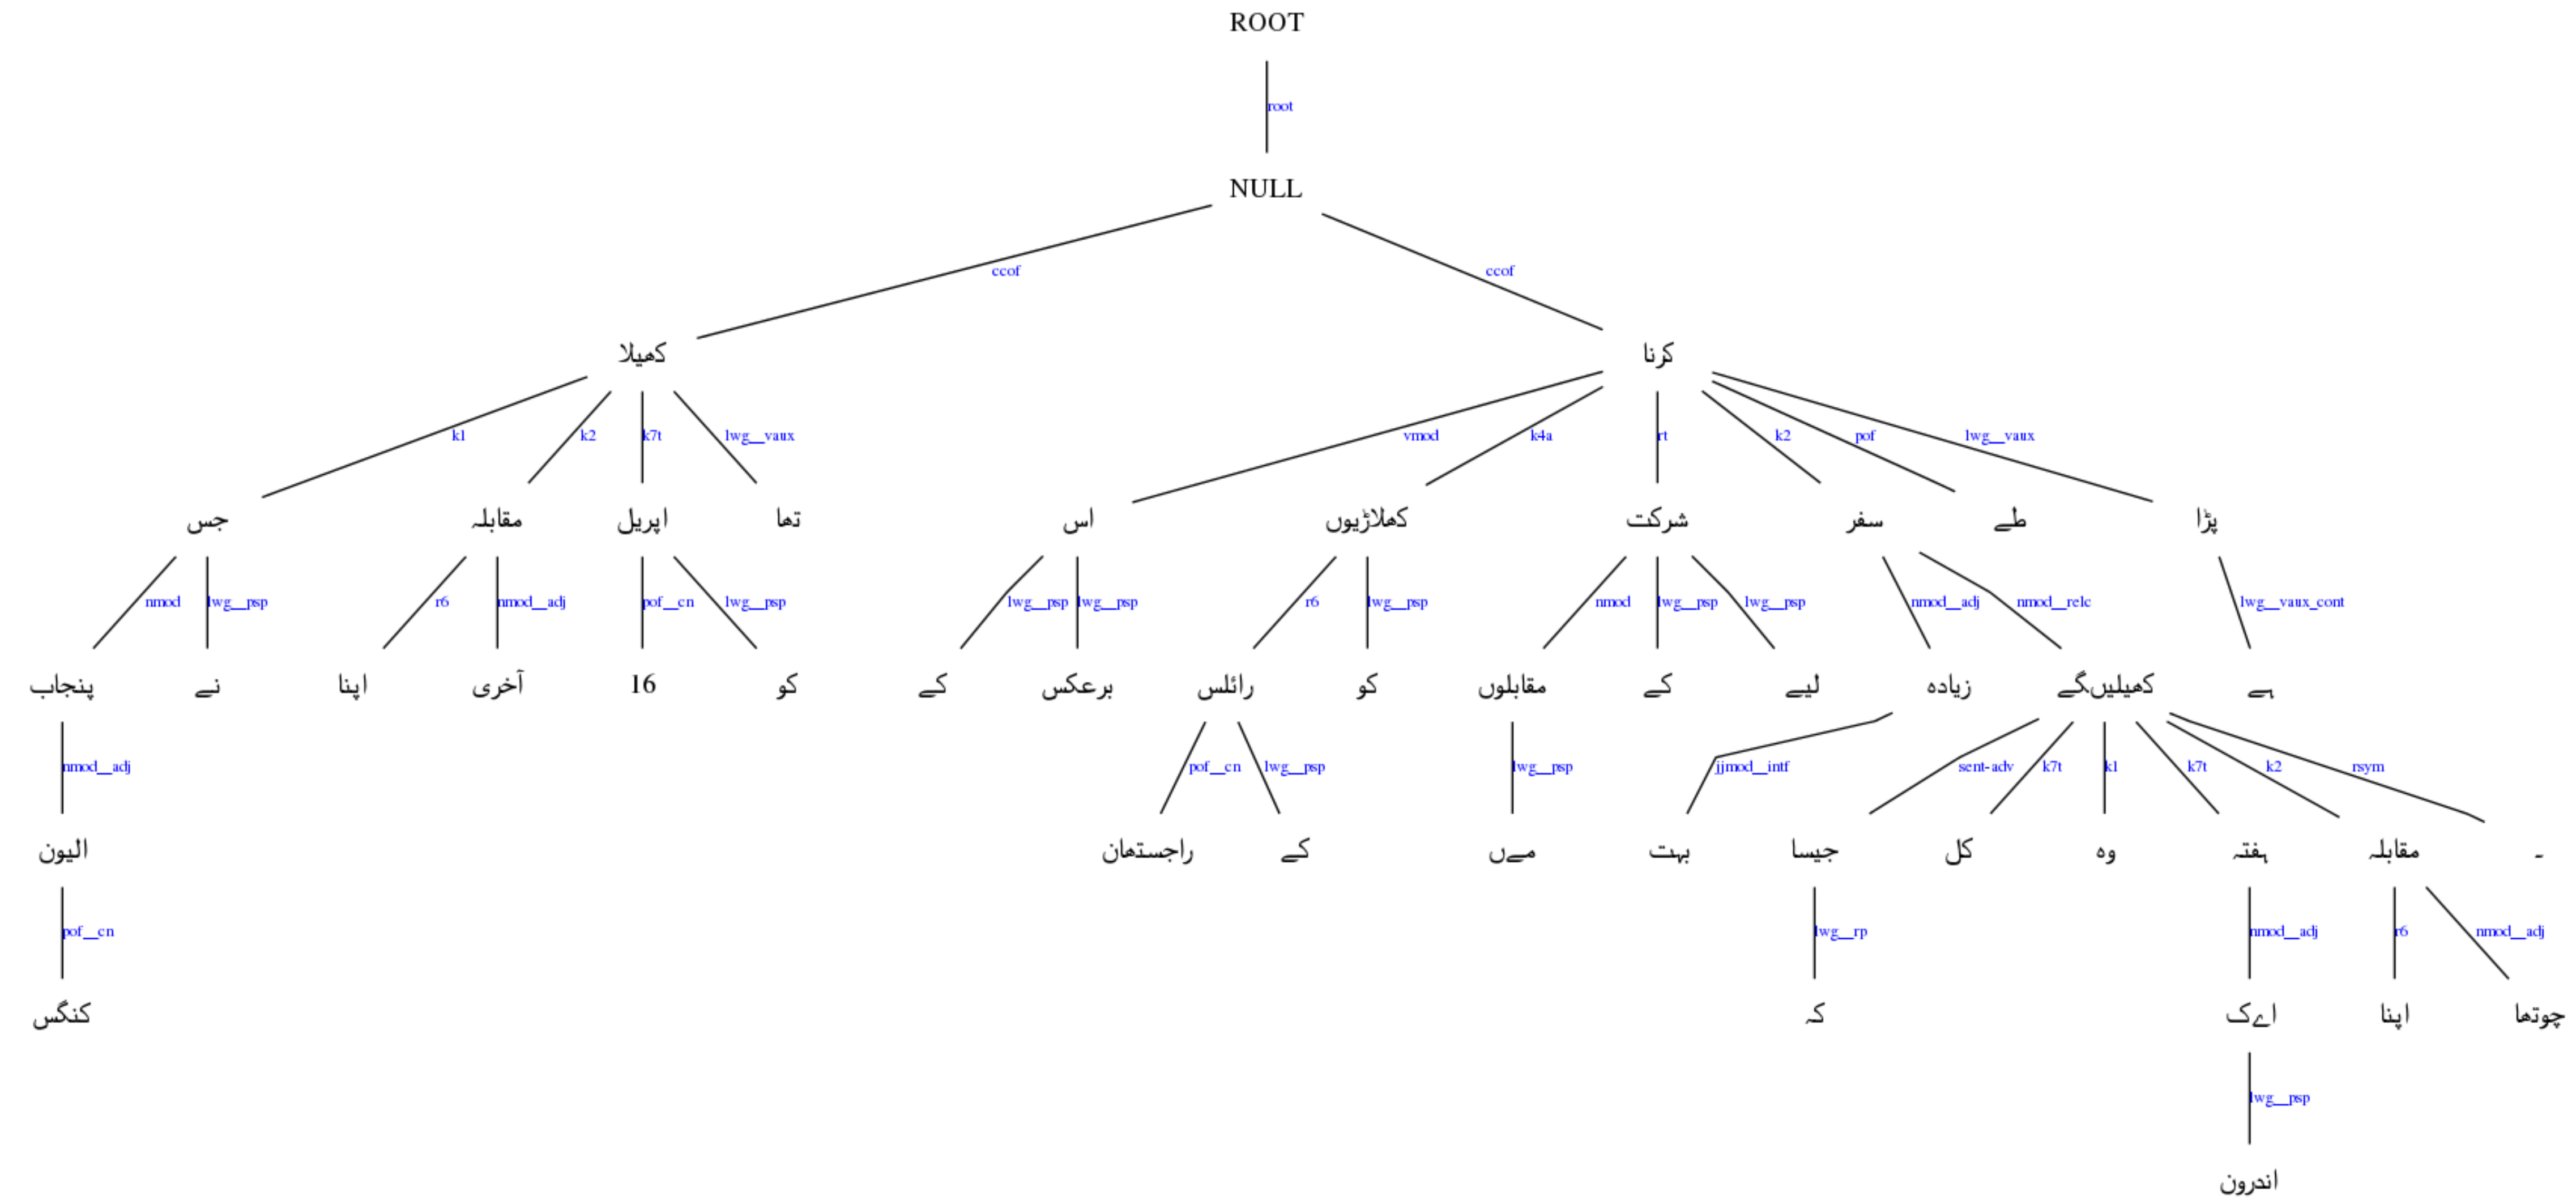 ROOT
root
NULL
ccof ccof
کھیلا کرنا
k1 k2 k7t lwg__vaux vmod k4a rt k2 pof lwg__vaux
جس مقابلہ اپریل تھا اس کھلاڑیوں شرکت سفر طے پڑا
nmod lwg__psp r6 nmod__adj pof__cn lwg__psp lwg__psp lwg__psp r6 lwg__psp nmod lwg__psp lwg__psp nmod__adj nmod__relc lwg__vaux_cont
پنجاب نے اپنا آخری 16 کو کے برعکس رائلس کو مقابلوں کے لیے زیادہ کھیلیںگے ہے
nmod__adj pof__cn lwg__psp lwg__psp jjmod__intf sent-adv k7t k1 k7t k2 rsym
الیون راجستھان کے مےں بہت جیسا کل وہ ہفتہ مقابلہ ۔
pof__cn lwg__rp nmod__adj r6 nmod__adj
کنگس کہ اےک اپنا چوتھا
lwg__psp
اندرون